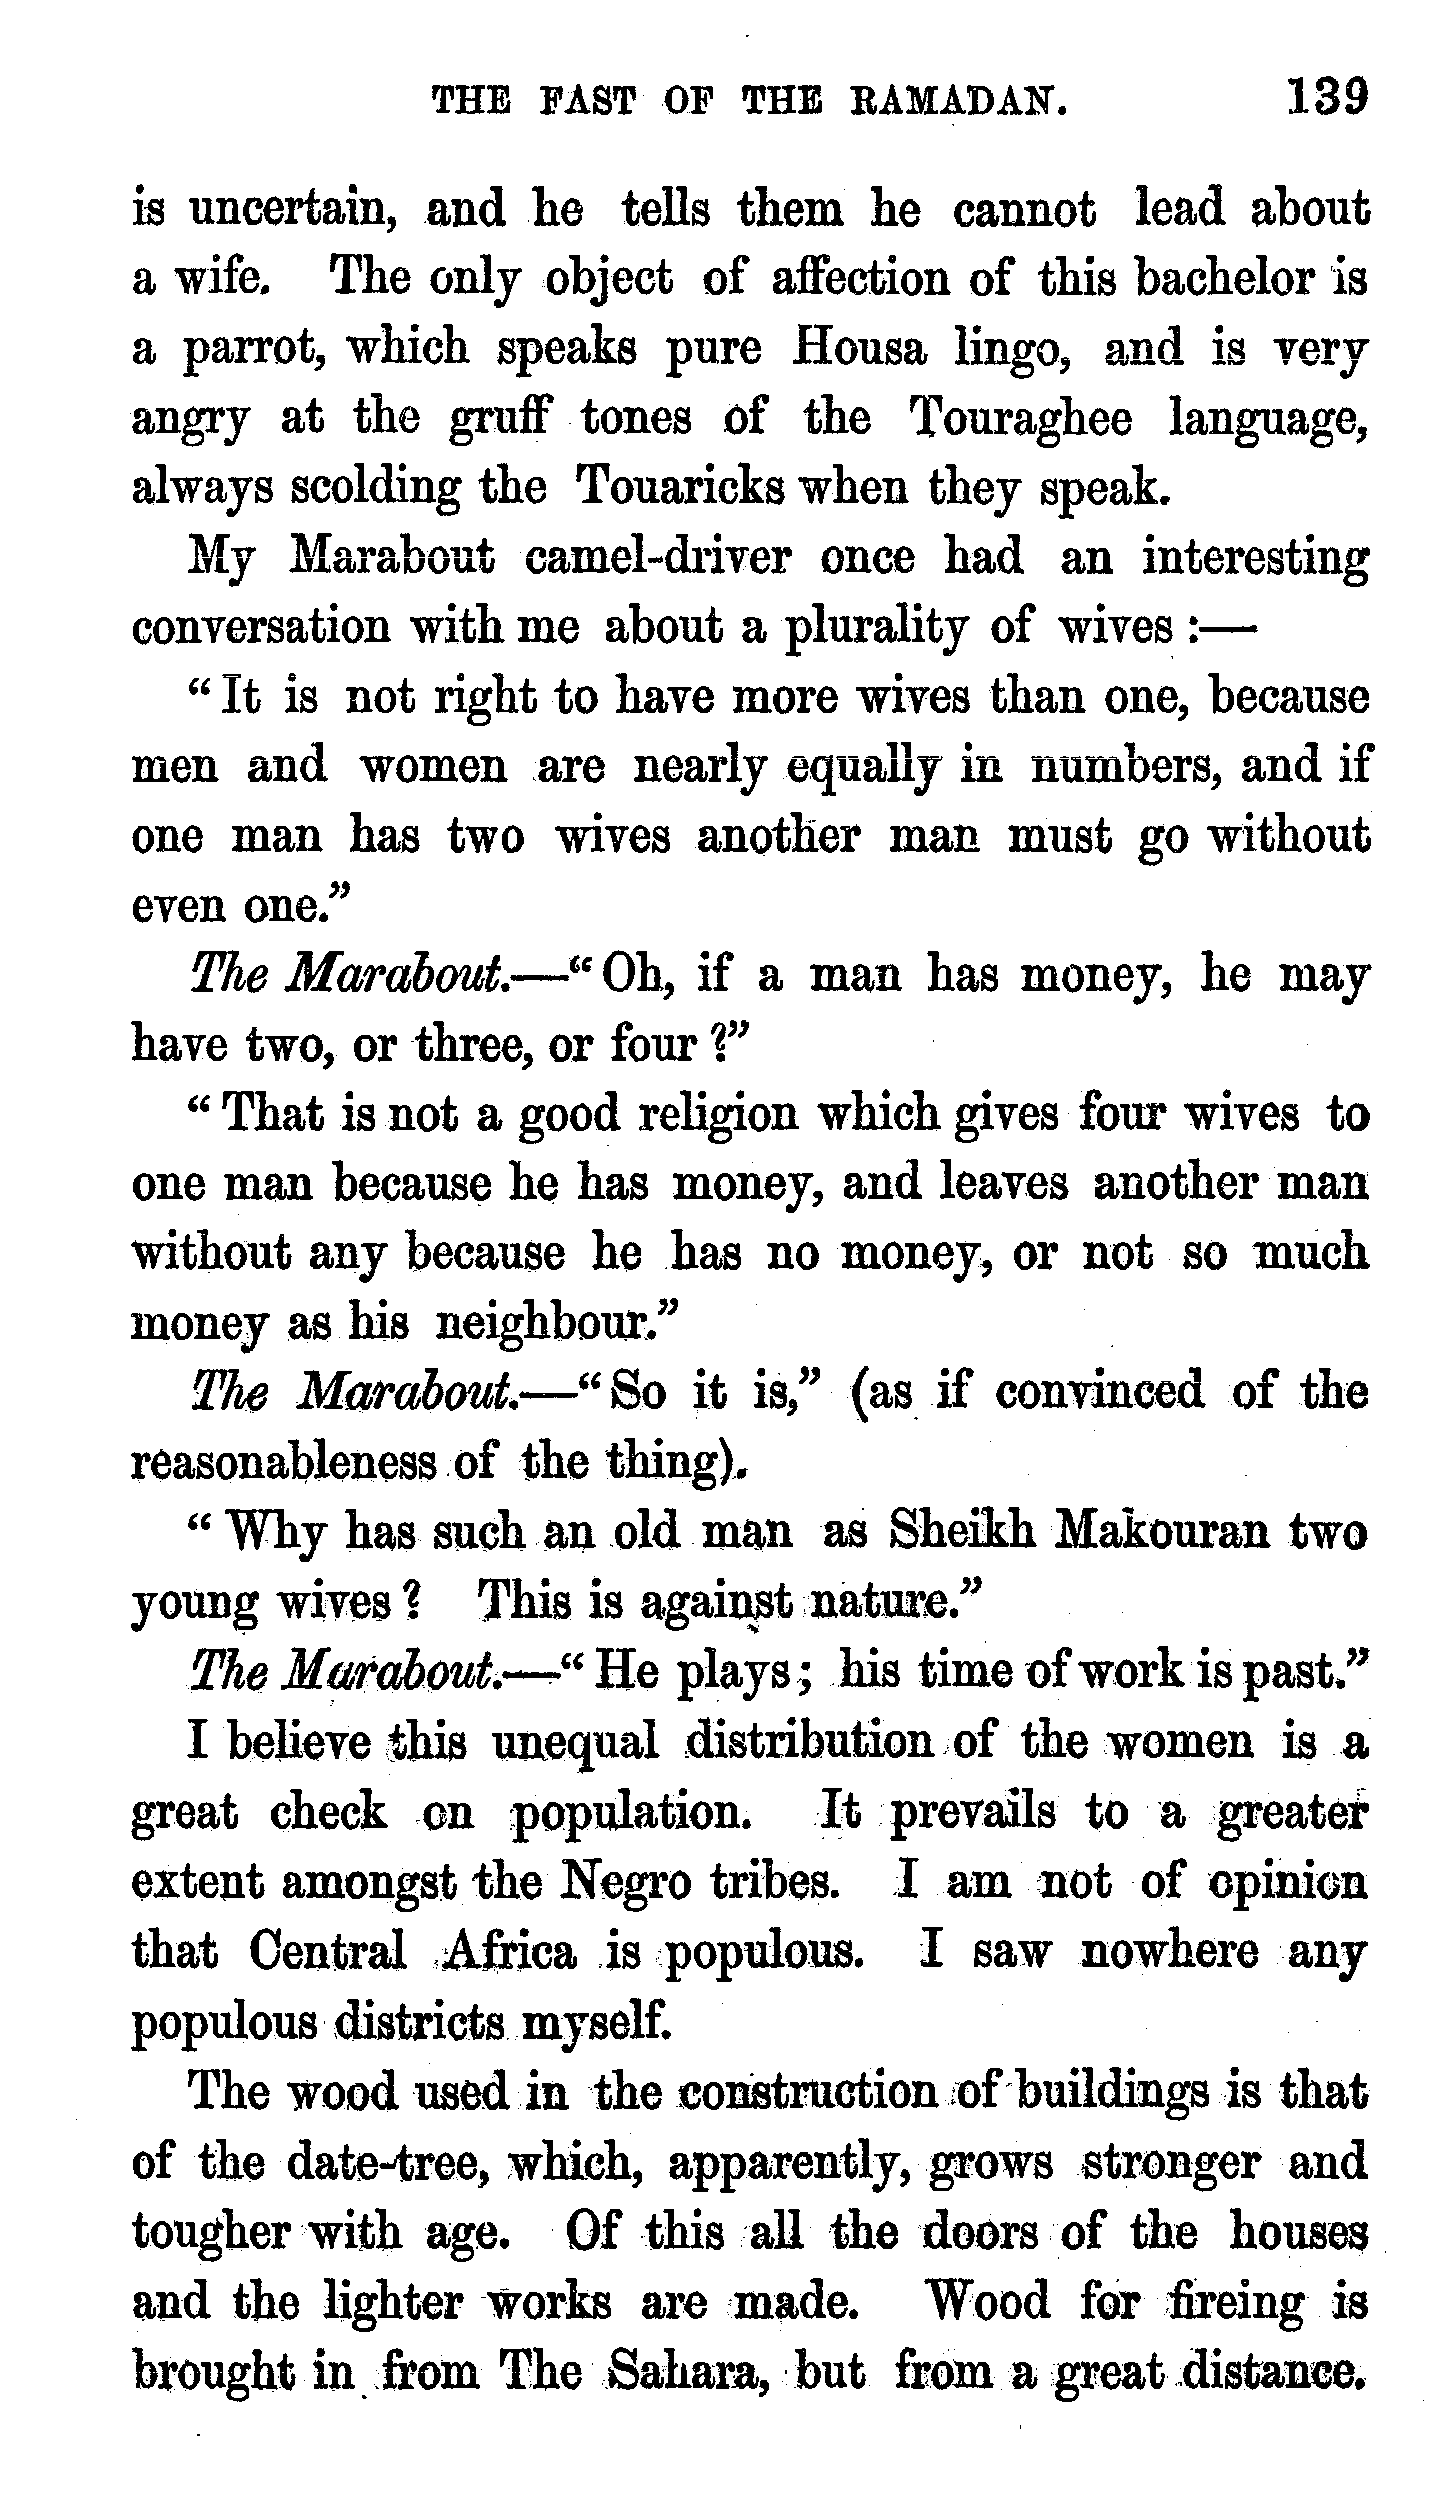 THE FAST OF THE RAMADAN. 139
is uncertain, and he tells them he cannot lead about
a wife. The only object of affection of this bachelor is
a parrot, which speaks pure Housa lingo, and is very
angry at the gruff tones of the Touraghee language,
always scolding the Touaricks when they speak.
My Marabout camel-driver once had an interesting
conversation with me about a plurality of wives :—
“It is not right to have more wives than one, because
men and women are nearly equally in numbers, and if
one man has two wives another man must go without
even one.”
The Marabout.—“Oh, if a man has money, he may
have two, or three, or four ?”
“That is not a good religion which gives four wives to
one man because he has money, and leaves another man
without any because he has no money, or not so much
money as his neighbour.”
The Marabout.—“So it is,” (as if convinced of the
reasonableness of the thing).
“Why has such an old man as Sheikh Makouran two
young wives ? This is against nature.”
The Marabout.—“He plays; his time of work is past.”
I believe this unequal distribution of the women is a
great check on population. It prevails to a greater
extent amongst the Negro tribes. I am not of opinion
that Central Africa is populous. I saw nowhere any
populous districts myself.
The wood used in the construction of buildings is that
of the date-tree, which, apparently, grows stronger and
tougher with age. Of this all the doors of the houses
and the lighter works are made. Wood for fireing is
brought in from The Sahara, but from a great distance.